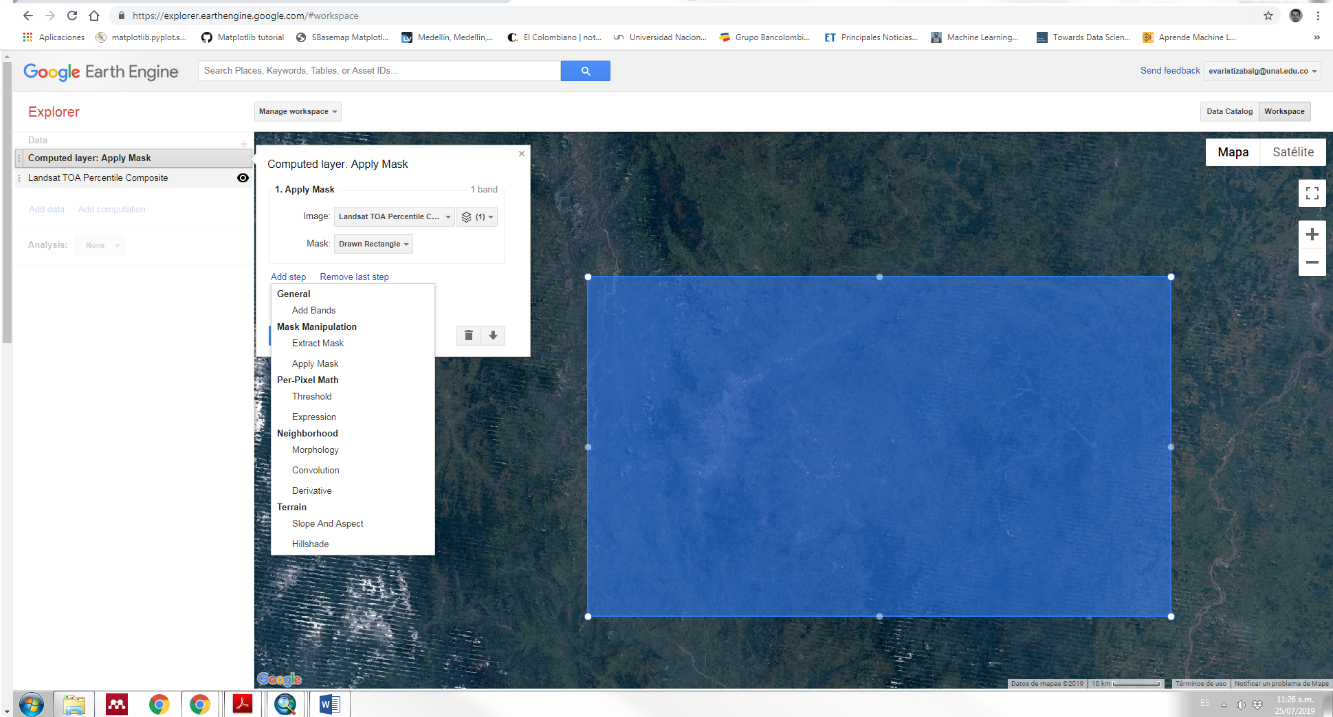 https://explorer.earthengine.google.com/#workspace
Aplicaciones matplotlib.pyplot.s... Matplotlib tutorial SBasemap Matplotl... Medellín, Medellin,... El Colombiano | not... Universidad Nacion... Grupo Bancolombi... ET Principales Noticias... Machine Learning... Towards Data Scien... Aprende Machine L... »
Google Earth Engine Search Places, Keywords, Tables, or Asset IDs... Send feedback evaristizabalg@unal.edu.co
Explorer Manage workspace Data Catalog Workspace
Data
Computed layer: Apply Mask
Landsat TOA Percentile Composite
Add data Add computation
Analysis: None
Computed layer: Apply Mask
1. Apply Mask 1 band
Image: Landsat TOA Percentile C... (1)
Mask: Drawn Rectangle
Add step Remove last step
General
Add Bands
Mask Manipulation
Extract Mask
Apply Mask
Per-Pixel Math
Threshold
Expression
Neighborhood
Morphology
Convolution
Derivative
Terrain
Slope And Aspect
Hillshade
Mapa Satélite
Google
Datos de mapas ©2019 10 km Términos de uso Notificar un problema de Maps
ES 11:26 a.m.
25/07/2019